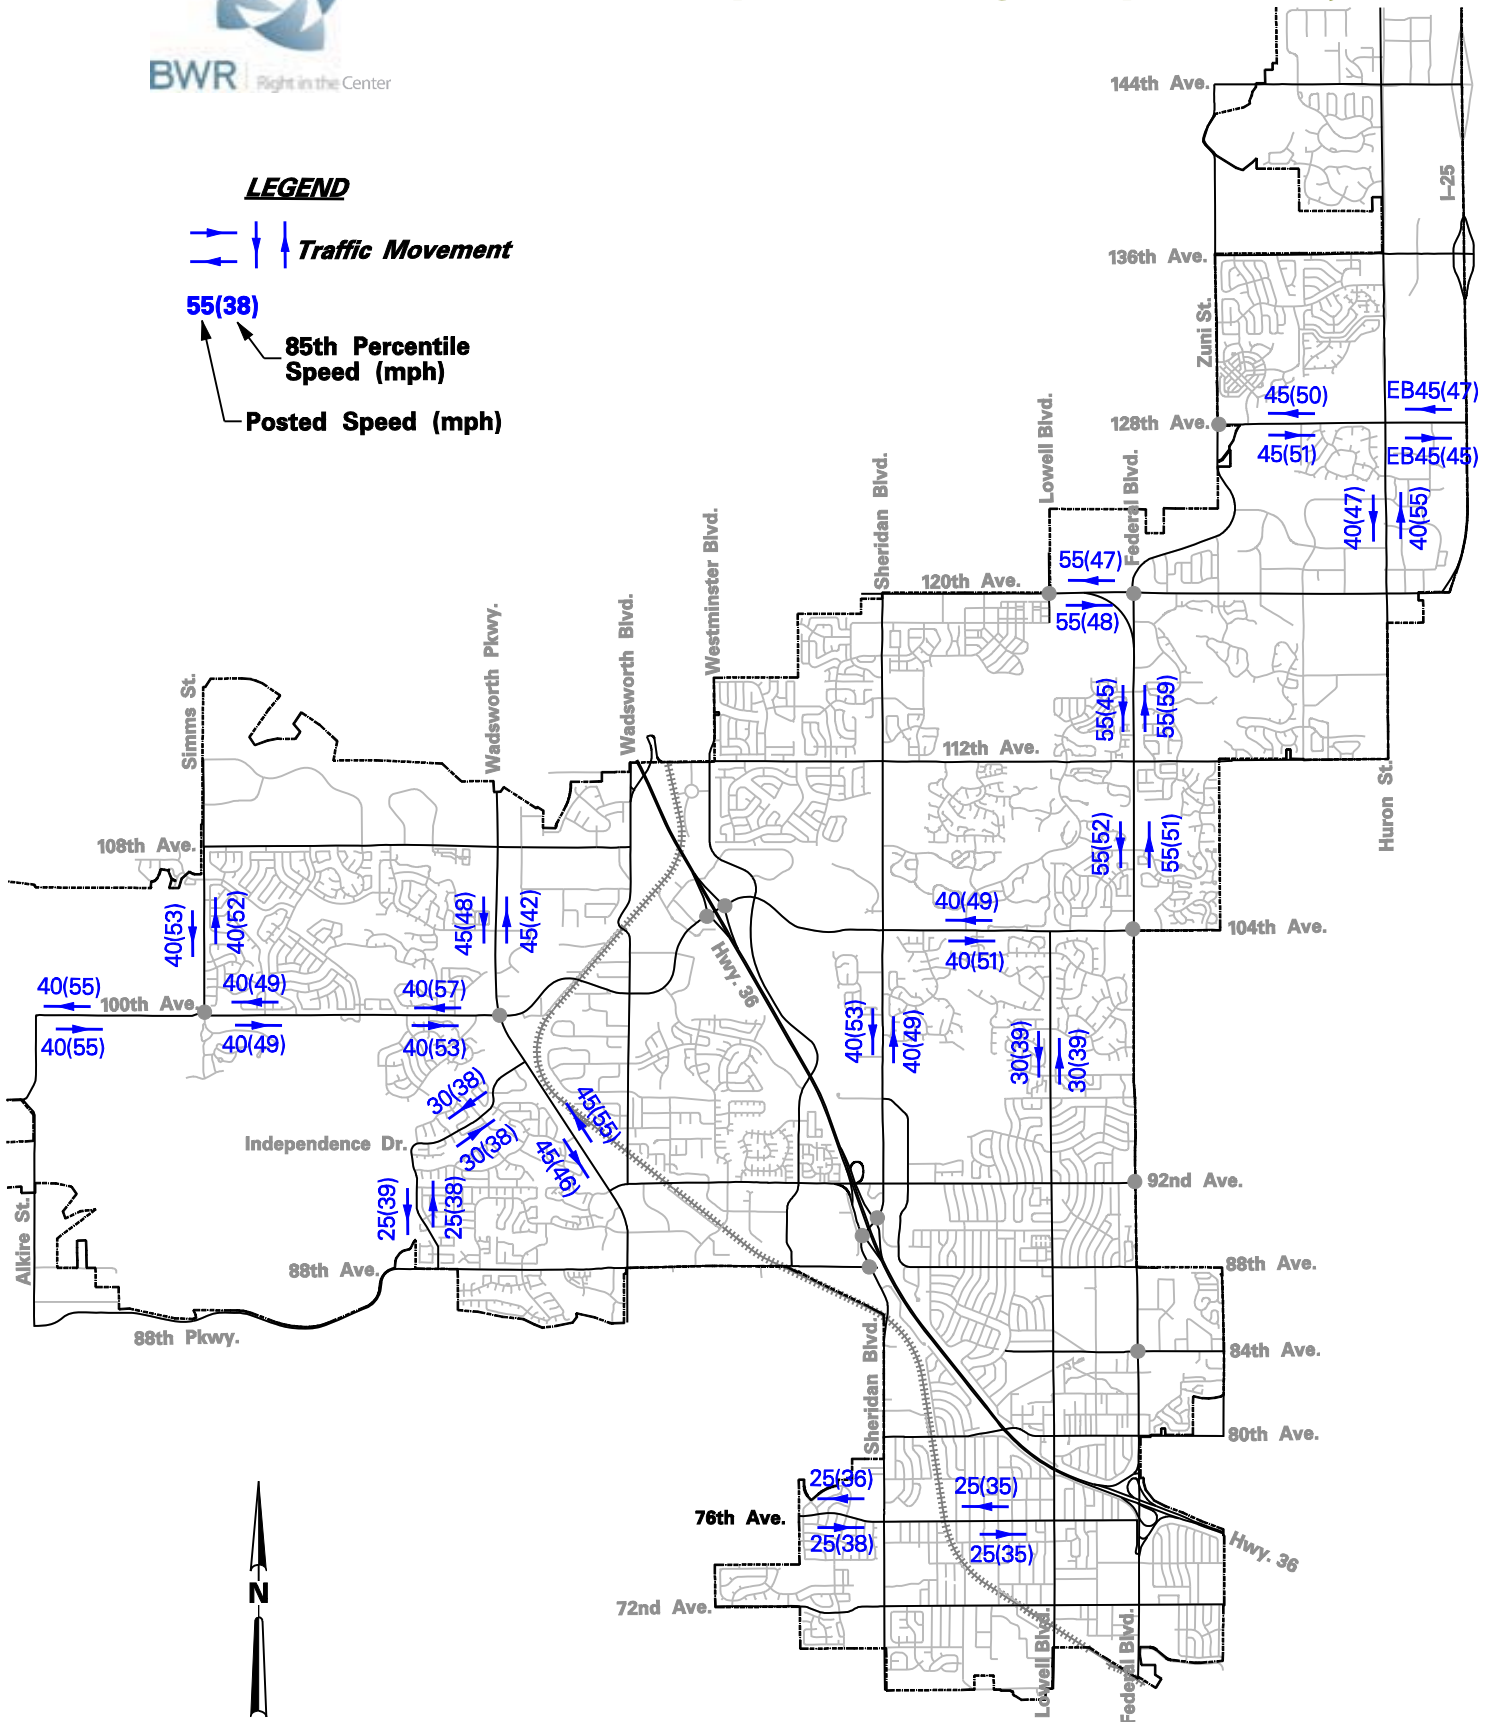 BWR Right in the Center
LEGEND
Traffic Movement
55(38)
85th Percentile
Speed (mph)
Posted Speed (mph)
144th Ave.
I-25
136th Ave.
Zuni St.
45(50)
EB45(47)
128th Ave.
45(51)
EB45(45)
Lowell Blvd.
Federal Blvd.
Sheridan Blvd.
40(47)
40(55)
Westminster Blvd.
55(47)
120th Ave.
55(48)
Wadsworth Blvd.
Wadsworth Pkwy.
Simms St.
55(45)
55(59)
112th Ave.
Huron St.
108th Ave.
55(52)
55(51)
40(53)
40(52)
45(48)
45(42)
40(49)
104th Ave.
40(51)
Hwy. 36
40(55)
100th Ave.
40(49)
40(57)
40(55)
40(49)
40(53)
40(53)
40(49)
30(39)
30(39)
30(38)
45(55)
Independence Dr.
30(38)
45(46)
25(39)
25(38)
92nd Ave.
Alkire St.
88th Ave.
88th Ave.
88th Pkwy.
84th Ave.
Sheridan Blvd.
80th Ave.
25(36)
25(35)
76th Ave.
25(38)
25(35)
Hwy. 36
N
72nd Ave.
Lowell Blvd.
Federal Blvd.